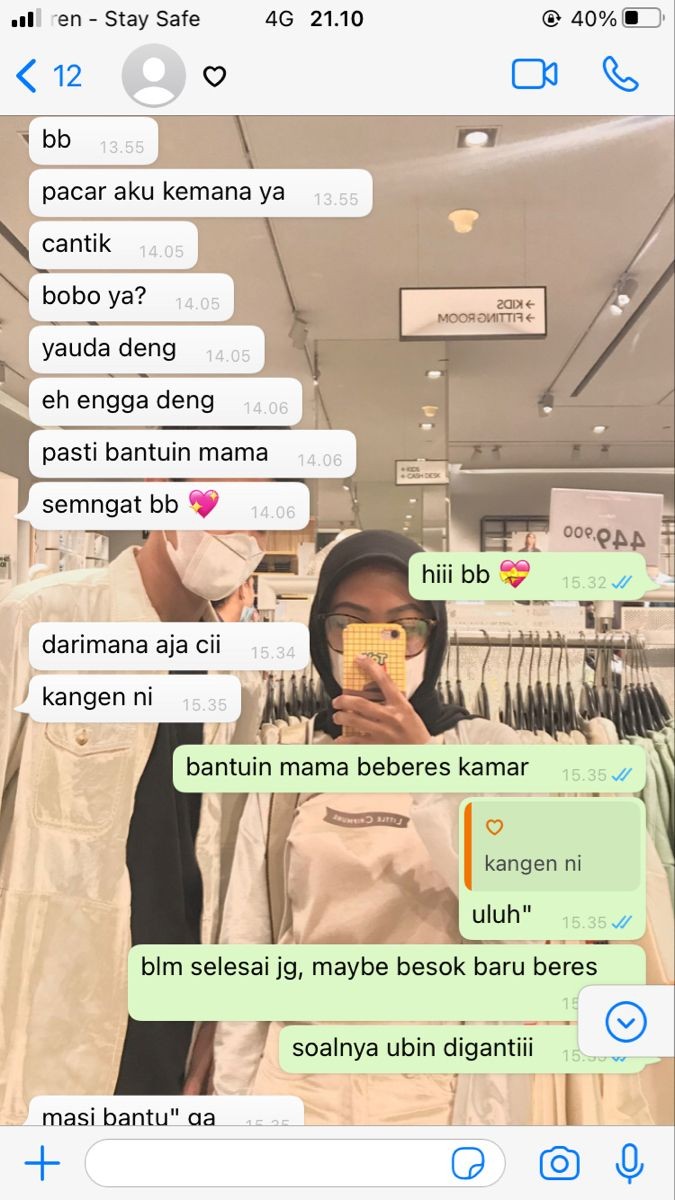 ren - Stay Safe 4G 21.10 40%
12 ♡
bb 13.55
pacar aku kemana ya 13.55
cantik 14.05
bobo ya? 14.05
yauda deng 14.05
eh engga deng 14.06
pasti bantuin mama 14.06
semngat bb 💖 14.06
→ KIDS
→ FITTING ROOM
KIDS
CASH DESK
449,900
hiii bb 💝 15.32
darimana aja cii 15.34
kangen ni 15.35
bantuin mama beberes kamar 15.35
LITTLE
♡
kangen ni
uluh" 15.35
blm selesai jg, maybe besok baru beres
soalnya ubin digantiii
masi bantu" ga 15.35